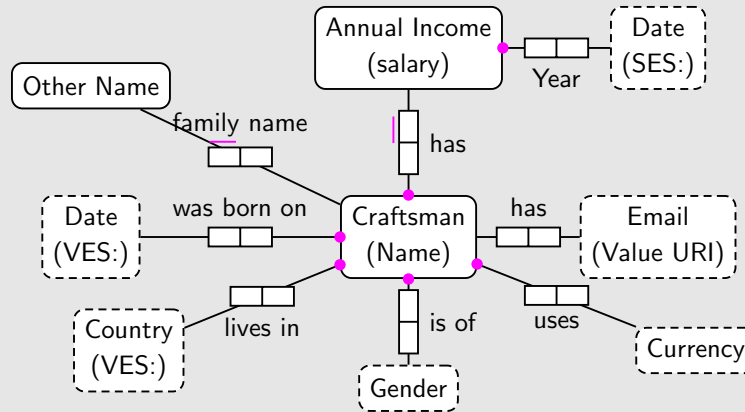 Annual Income
(salary)
Year
Date
(SES:)
Other Name
family name
has
Date
(VES:)
was born on
Craftsman
(Name)
has
Email
(Value URI)
Country
(VES:)
lives in
is of
uses
Currency
Gender